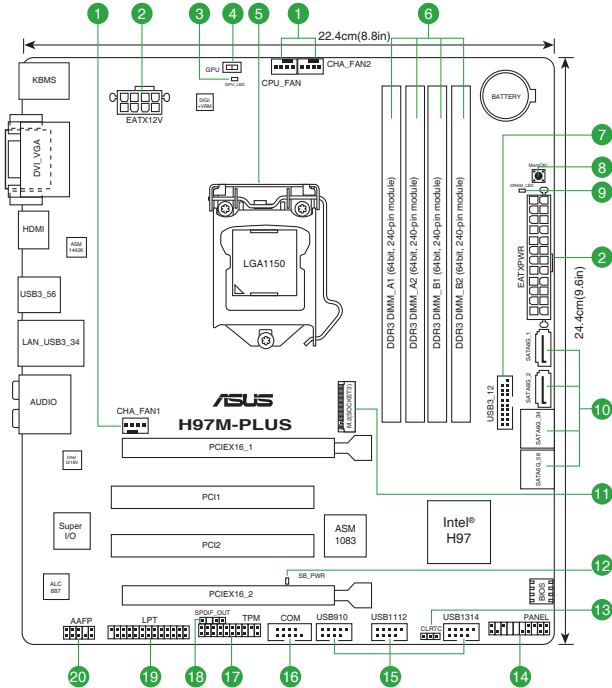 1
2
3
4
5
1
6
22.4cm(8.8in)
KBMS
GPU
GPU_LED
CPU_FAN
CHA_FAN2
EATX12V
DIGI
+VRM
BATTERY
7
MemOK!
8
DRAM_LED
9
DVI_VGA
HDMI
ASM
1442K
LGA1150
DDR3 DIMM_A1 (64bit, 240-pin module)
DDR3 DIMM_A2 (64bit, 240-pin module)
DDR3 DIMM_B1 (64bit, 240-pin module)
DDR3 DIMM_B2 (64bit, 240-pin module)
EATXPWR
2
24.4cm(9.6in)
USB3_56
LAN_USB3_34
SATA6G_1
SATA6G_2
USB3_12
SATA6G_34
SATA6G_56
10
AUDIO
ASUS
H97M-PLUS
M.2(SOCKET3)
1
CHA_FAN1
PCIEX16_1
Intel
I218V
11
PCI1
Super
I/O
ASM
1083
Intel®
H97
PCI2
SB_PWR
12
ALC
887
PCIEX16_2
BIOS
13
AAFP
LPT
SPDIF_OUT
TPM
COM
USB910
USB1112
CLRTC
USB1314
PANEL
20
19
18
17
16
15
14